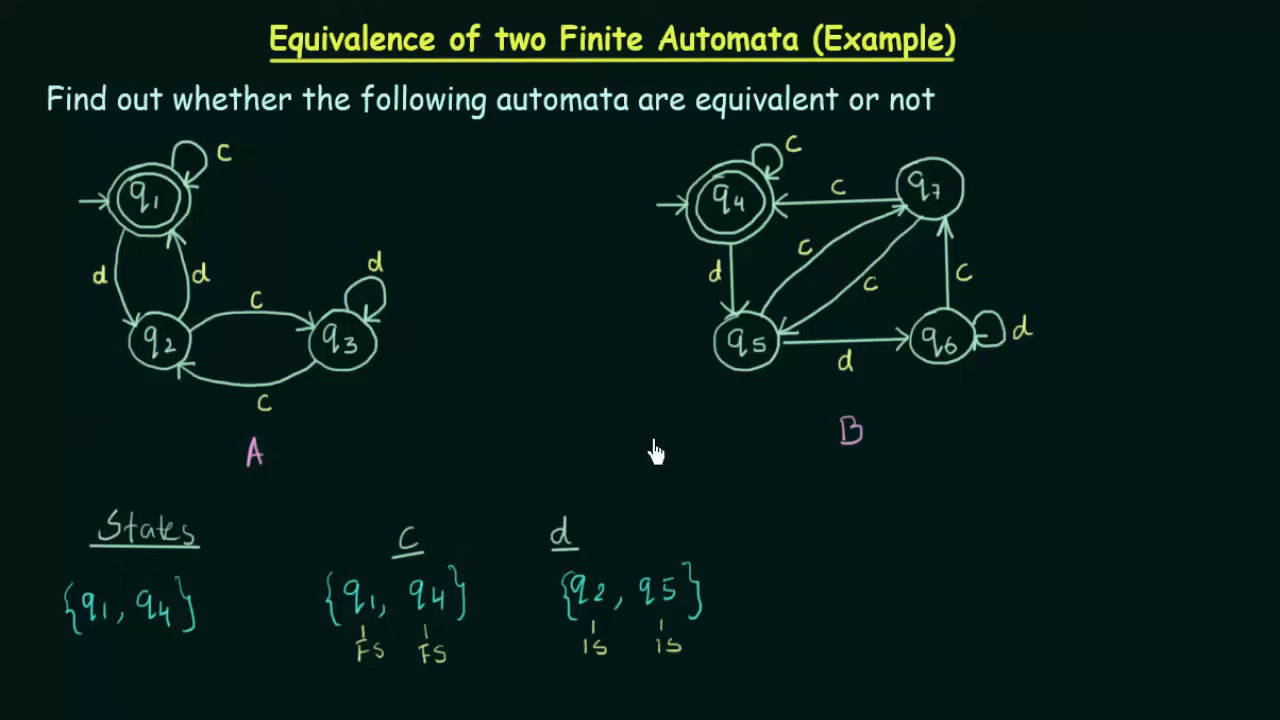 Equivalence of two Finite Automata (Example)
Find out whether the following automata are equivalent or not
c c
q1 q4 c q7
d d d c c c
d
q2 c q3 q5 d q6 d
c
A B
States c d
{q1, q4} {q1, q4} {q2, q5}
FS FS IS IS